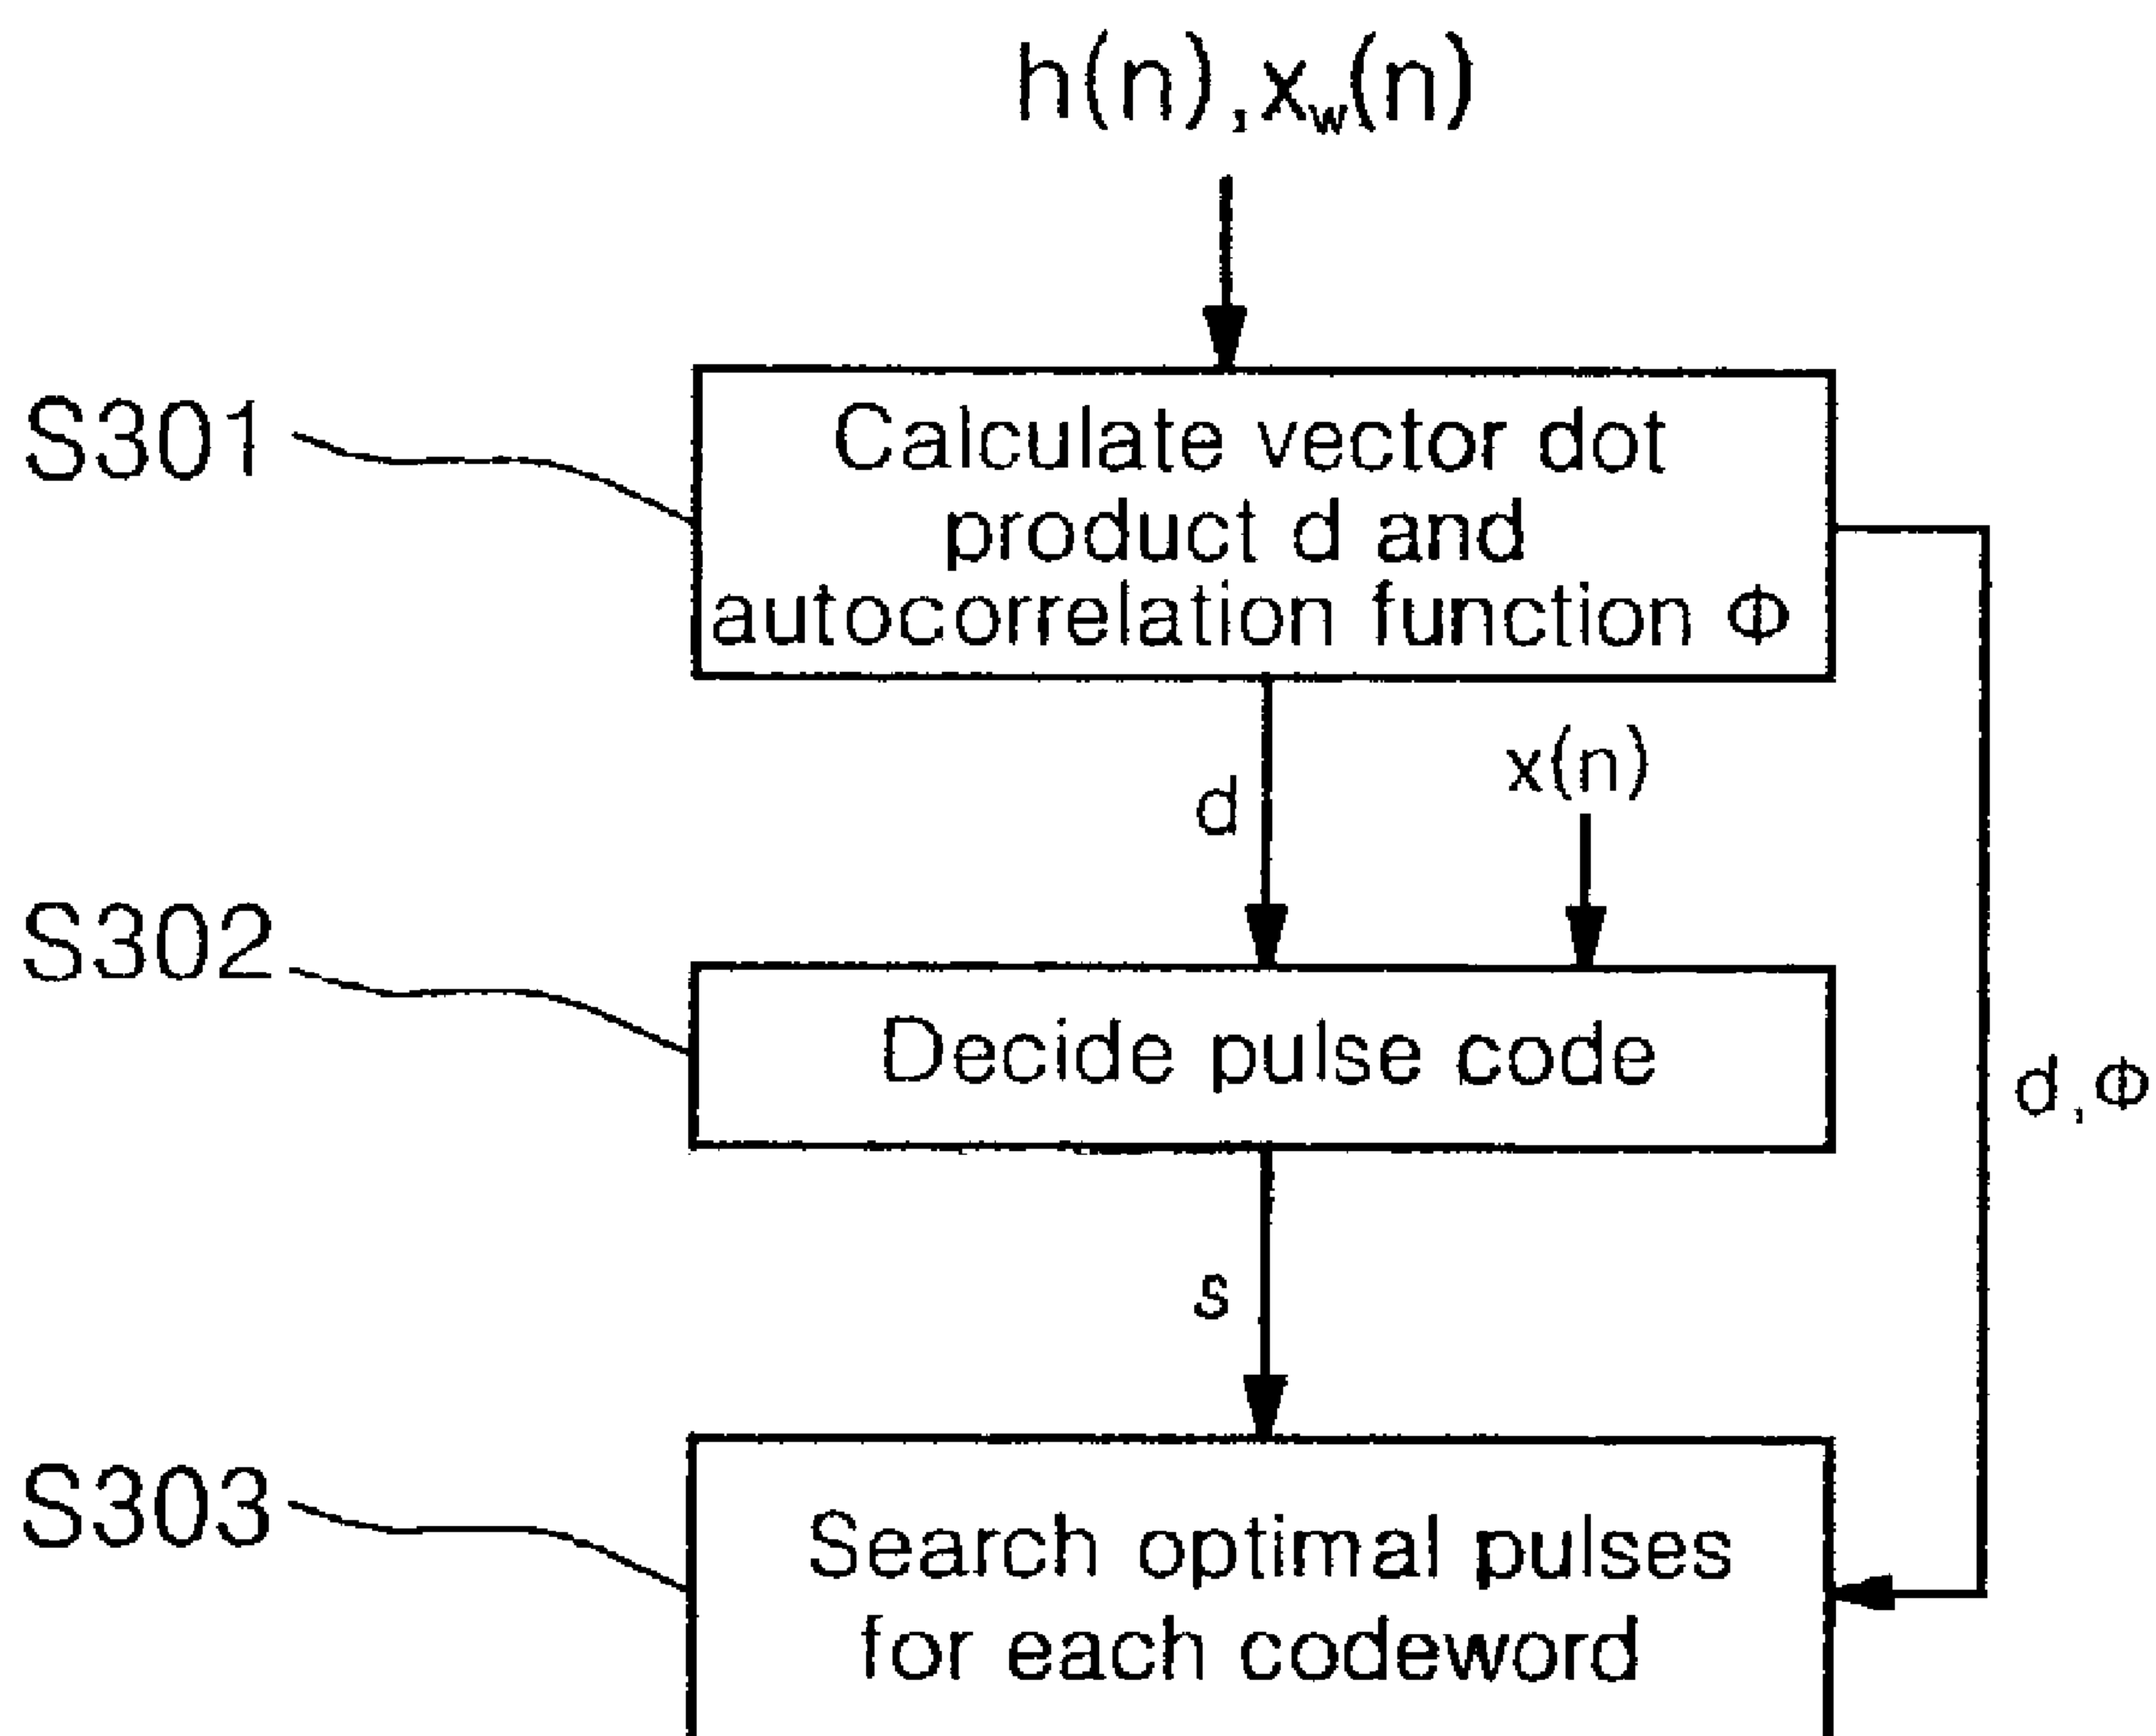 h(n),xw(n)
S301
Calculate vector dot
product d and
autocorrelation function Φ
x(n)
d
S302
Decide pulse code
d,Φ
s
S303
Search optimal pulses
for each codeword